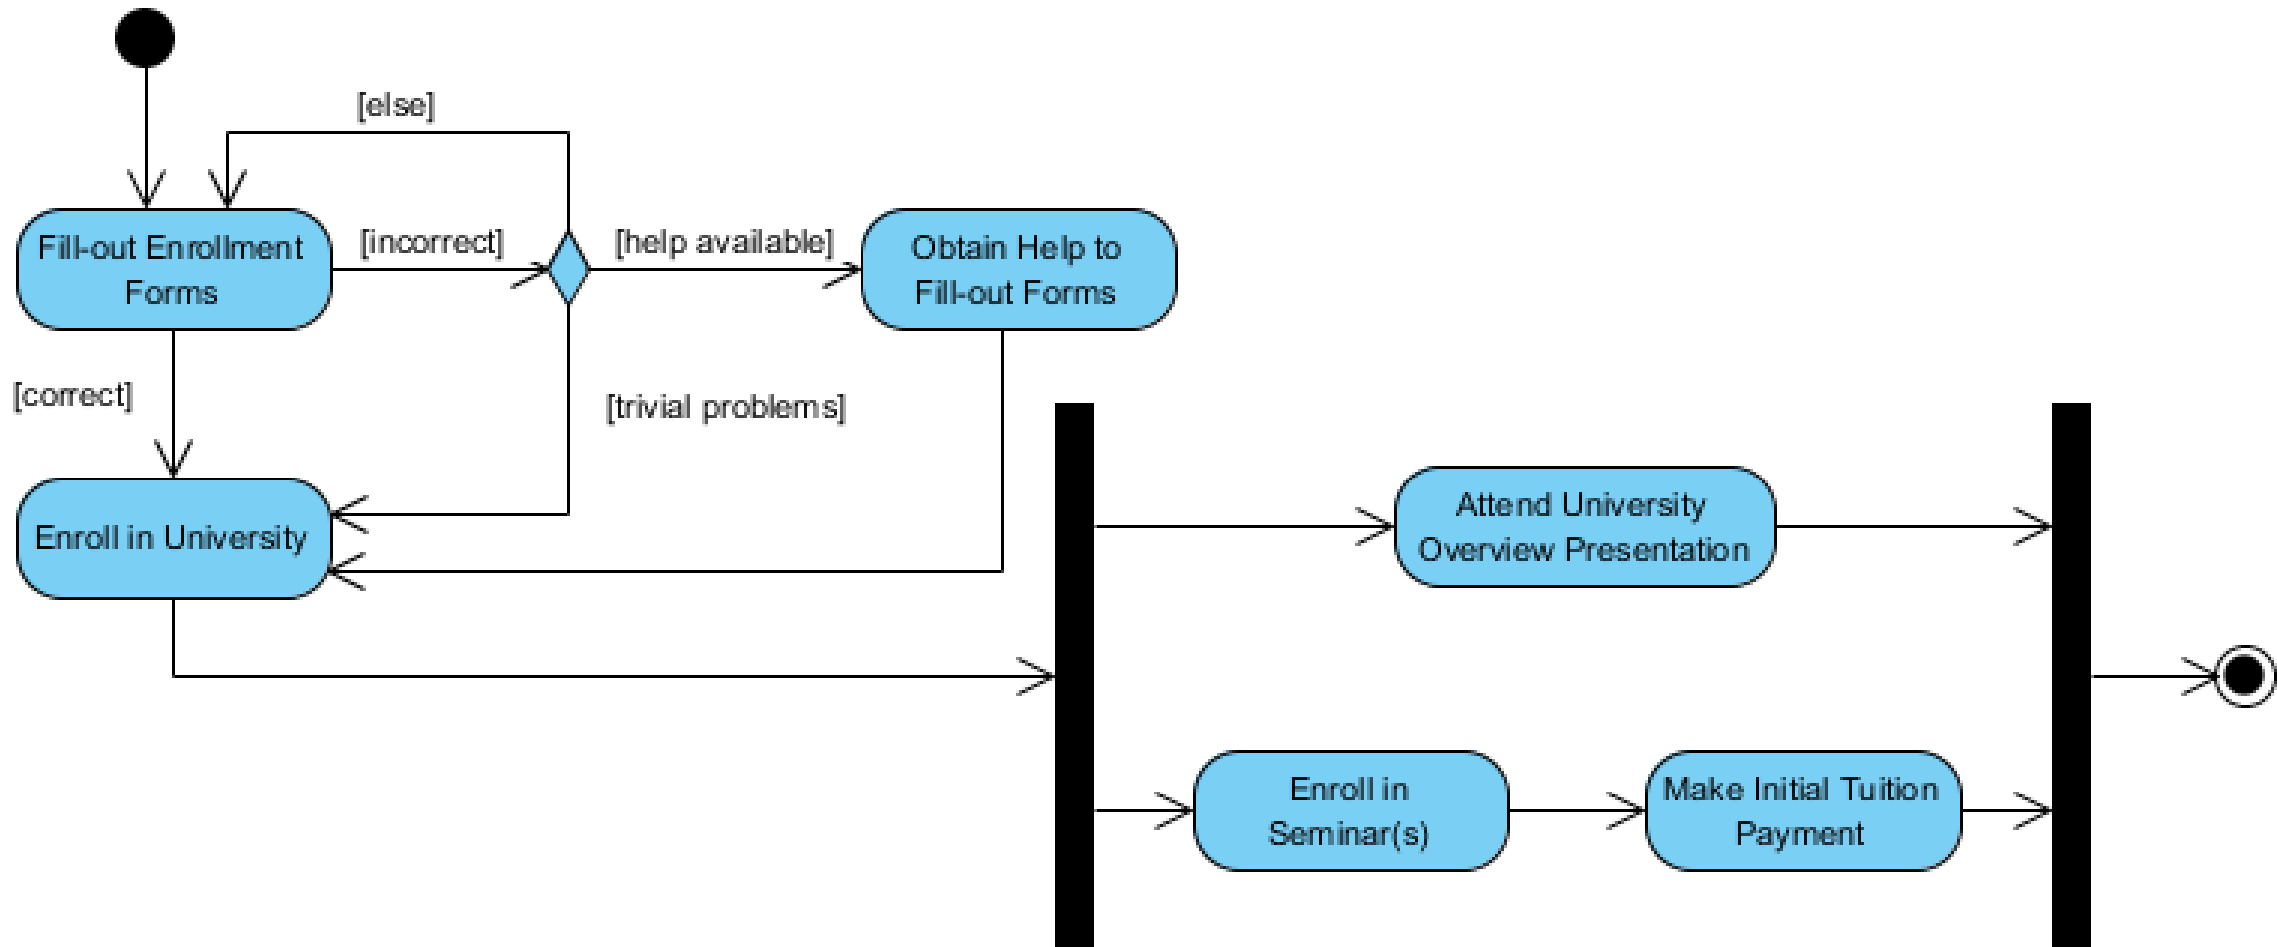 [else]
Fill-out Enrollment
Forms
[incorrect]
[help available]
Obtain Help to
Fill-out Forms
[correct]
[trivial problems]
Enroll in University
Attend University
Overview Presentation
Enroll in
Seminar(s)
Make Initial Tuition
Payment